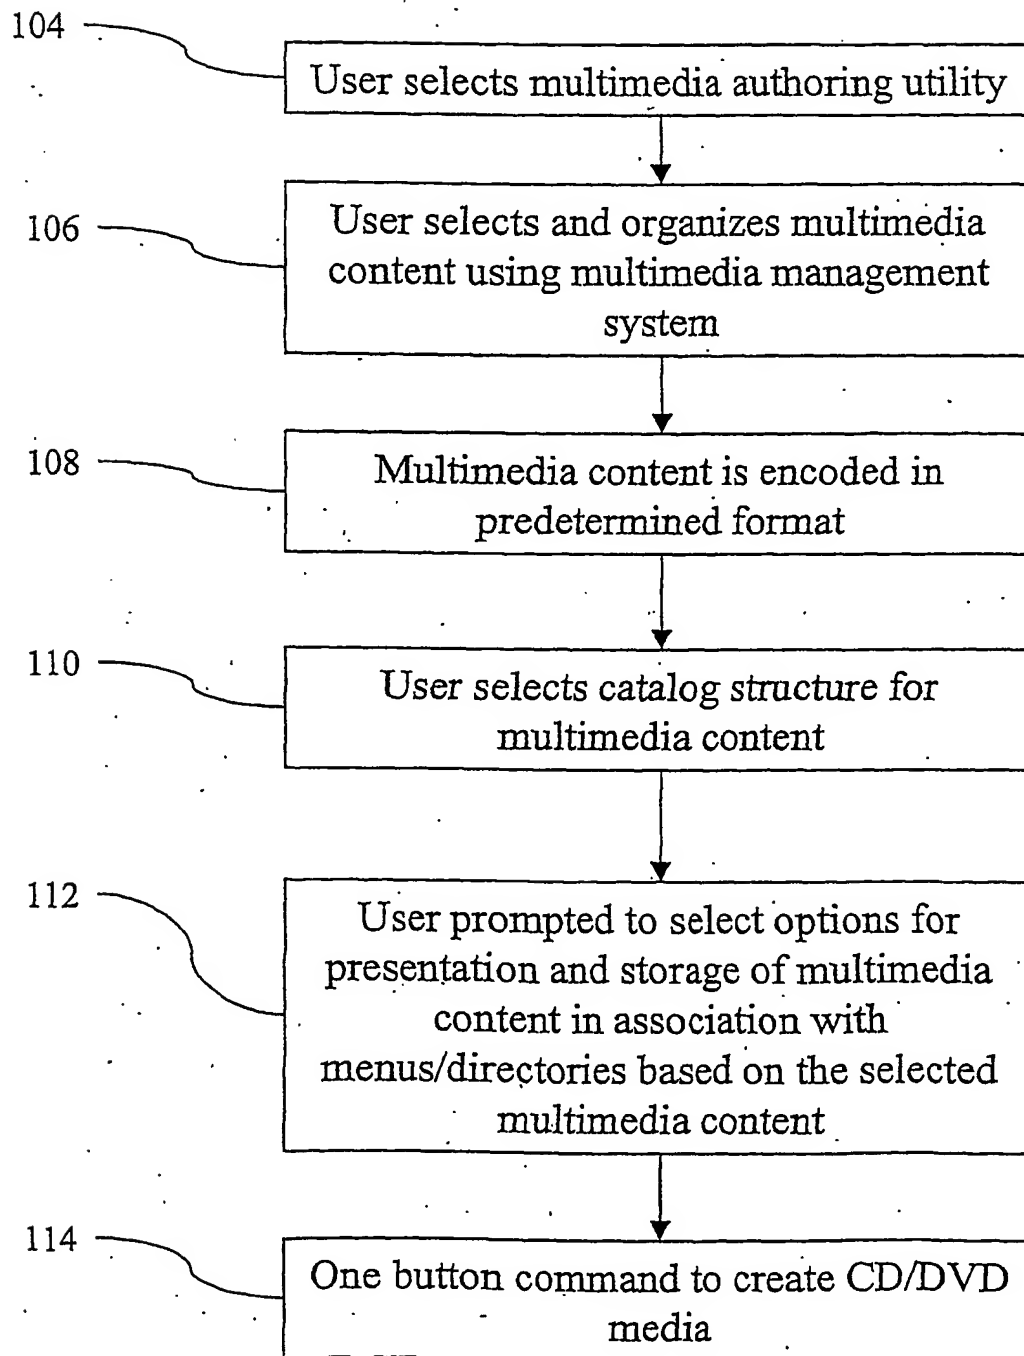 104
User selects multimedia authoring utility
106
User selects and organizes multimedia
content using multimedia management
system
108
Multimedia content is encoded in
predetermined format
110
User selects catalog structure for
multimedia content
112
User prompted to select options for
presentation and storage of multimedia
content in association with
menus/directories based on the selected
multimedia content
114
One button command to create CD/DVD
media